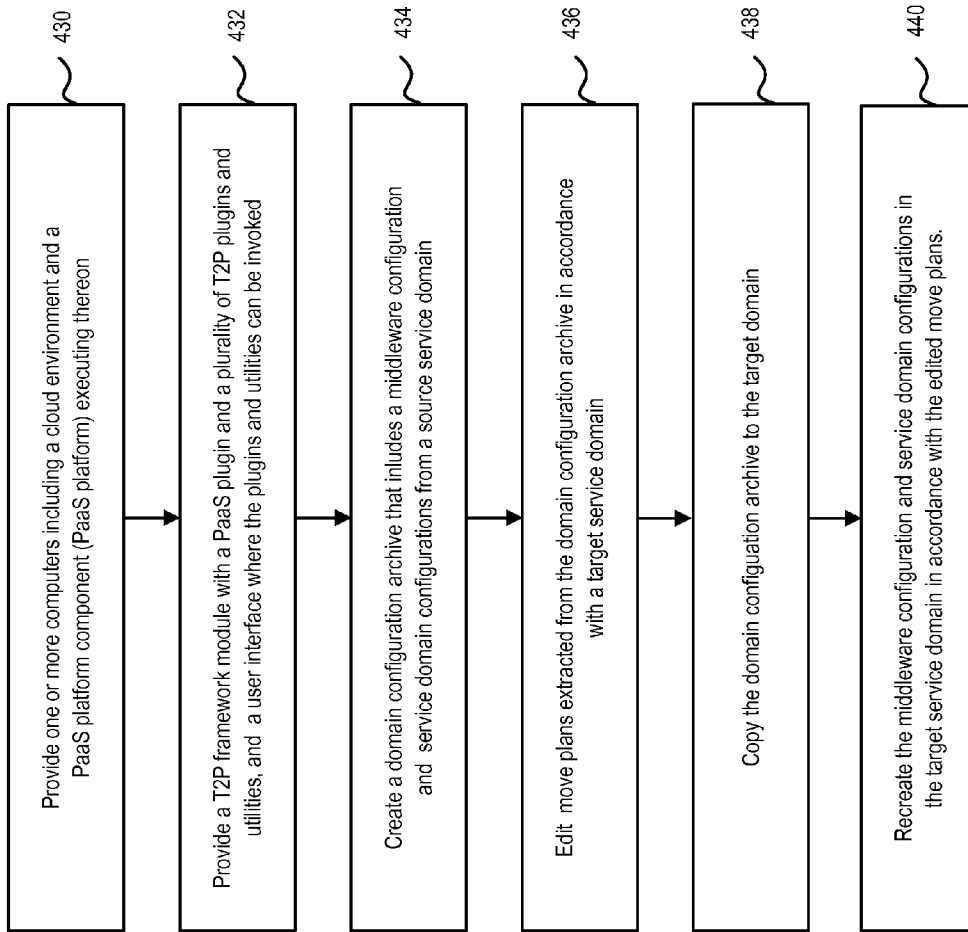 Provide one or more computers including a cloud environment and a
PaaS platform component (PaaS platform) executing thereon
430
Provide a T2P framework module with a PaaS plugin and a plurality of T2P plugins and
utilities, and a user interface where the plugins and utilities can be invoked
432
Create a domain configuration archive that inludes a middleware configuration
and service domain configurations from a source service domain
434
Edit move plans extracted from the domain configuration archive in accordance
with a target service domain
436
Copy the domain configuation archive to the target domain
438
Recreate the middleware configuration and service domain configurations in
the target service domain in accordance with the edited move plans.
440